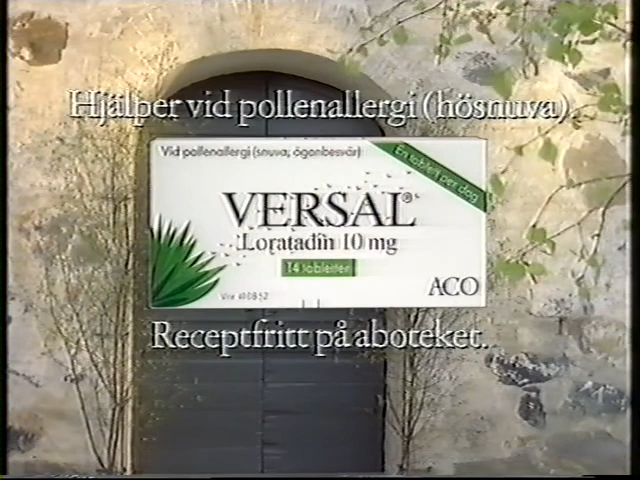 Hjälper vid pollenallergi (hösnuva)
Vid pollenallergi (snuva, ögonbesvär)
En tablett per dag
VERSAL®
Loratadin 10 mg
14 tabletter
ACO
Receptfritt på apoteket.